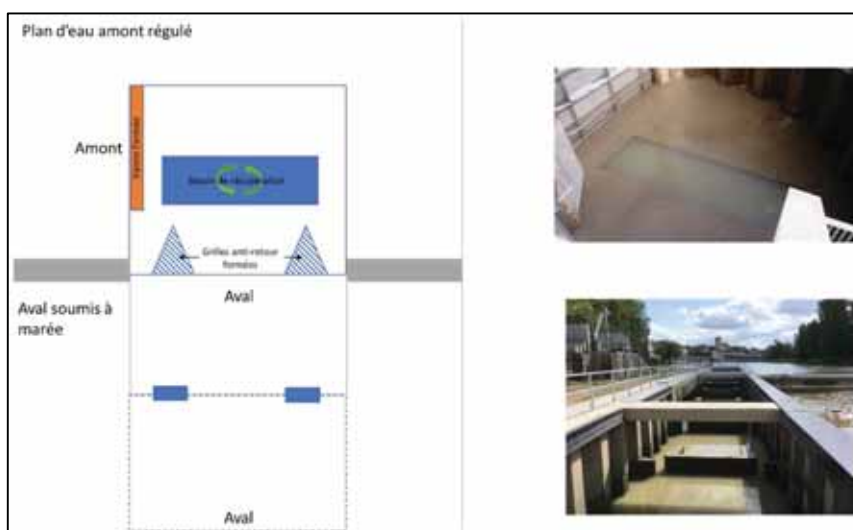 Plan d'eau amont régulé
Amont
Grilles anti-retour
fermées
Aval
Aval soumis à
marée
Aval